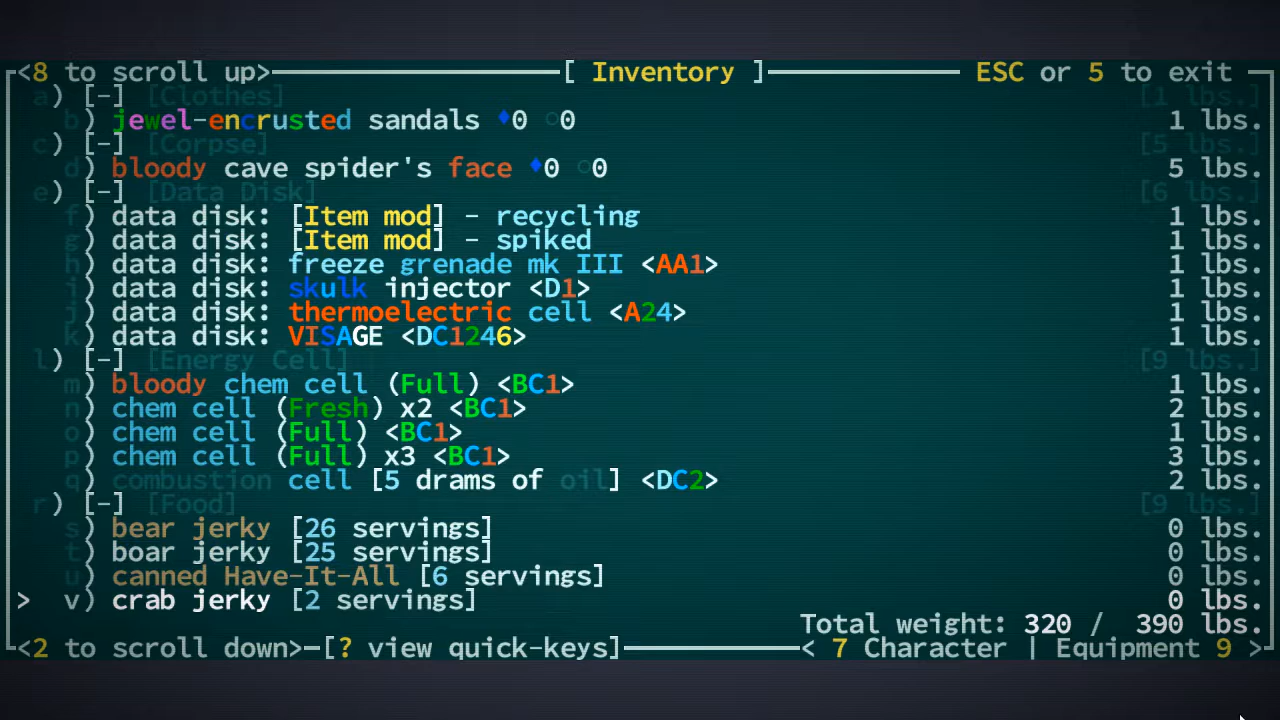 <8 to scroll up> [ Inventory ] ESC or 5 to exit
a) [-] [Clothes] [1 lbs.]
b) jewel-encrusted sandals ♦0 ○0 1 lbs.
c) [-] [Corpse] [5 lbs.]
d) bloody cave spider's face ♦0 ○0 5 lbs.
e) [-] [Data Disk] [6 lbs.]
f) data disk: [Item mod] - recycling 1 lbs.
g) data disk: [Item mod] - spiked 1 lbs.
h) data disk: freeze grenade mk III <AA1> 1 lbs.
i) data disk: skulk injector <D1> 1 lbs.
j) data disk: thermoelectric cell <A24> 1 lbs.
k) data disk: VISAGE <DC1246> 1 lbs.
l) [-] [Energy Cell] [9 lbs.]
m) bloody chem cell (Full) <BC1> 1 lbs.
n) chem cell (Fresh) x2 <BC1> 2 lbs.
o) chem cell (Full) <BC1> 1 lbs.
p) chem cell (Full) x3 <BC1> 3 lbs.
q) combustion cell [5 drams of oil] <DC2> 2 lbs.
r) [-] [Food] [9 lbs.]
s) bear jerky [26 servings] 0 lbs.
t) boar jerky [25 servings] 0 lbs.
u) canned Have-It-All [6 servings] 0 lbs.
> v) crab jerky [2 servings] 0 lbs.
Total weight: 320 / 390 lbs.
<2 to scroll down> [? view quick-keys] < 7 Character | Equipment 9 >